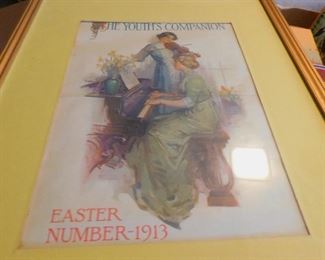 THE YOUTH'S COMPANION
EASTER
NUMBER-1913